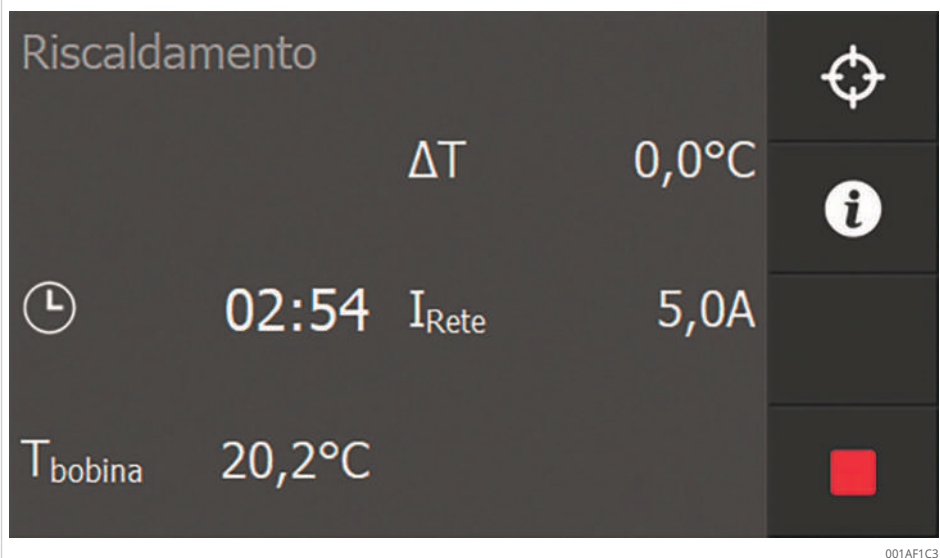 Riscaldamento
ΔT 0,0°C
02:54 IRete 5,0A
Tbobina 20,2°C
001AF1C3